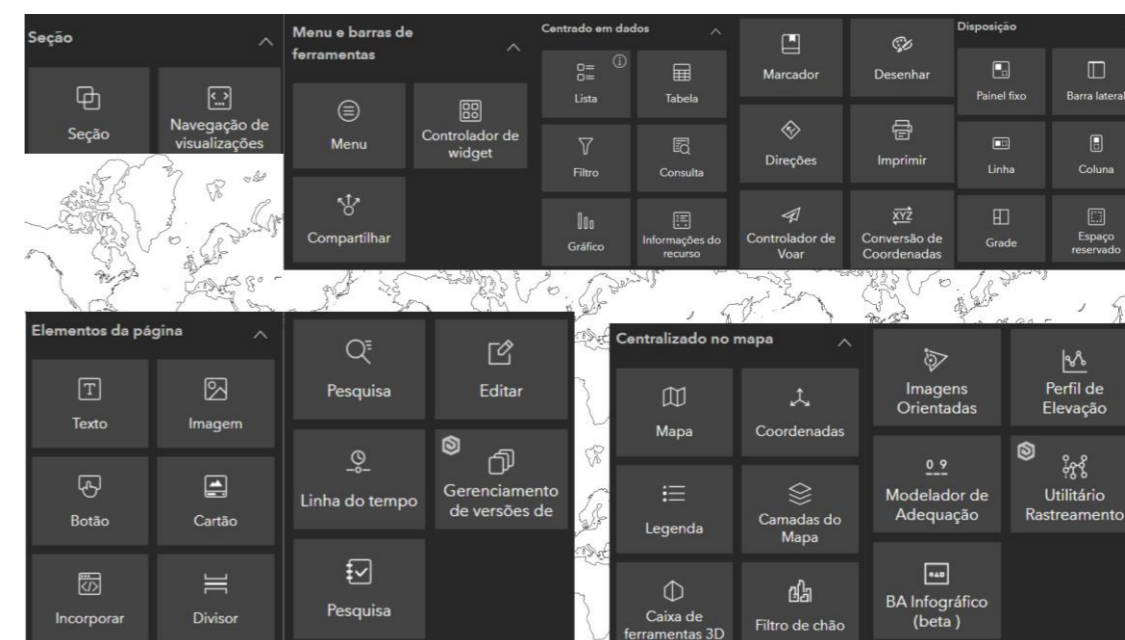 Seção
Seção
Navegação de
visualizações
Menu e barras de
ferramentas
Menu
Controlador de
widget
Compartilhar
Centrado em dados
Lista
Tabela
Filtro
Consulta
Gráfico
Informações do
recurso
Marcador
Desenhar
Direções
Imprimir
Controlador de
Voar
XYZ
Conversão de
Coordenadas
Disposição
Painel fixo
Barra lateral
Linha
Coluna
Grade
Espaço
reservado
Elementos da página
Texto
Imagem
Botão
Cartão
Incorporar
Divisor
Pesquisa
Editar
Linha do tempo
Gerenciamento
de versões de
Pesquisa
Centralizado no mapa
Mapa
Coordenadas
Legenda
Camadas do
Mapa
Caixa de
ferramentas 3D
Filtro de chão
Imagens
Orientadas
Perfil de
Elevação
0 9
Modelador de
Adequação
Utilitário
Rastreamento
BA Infográfico
(beta )